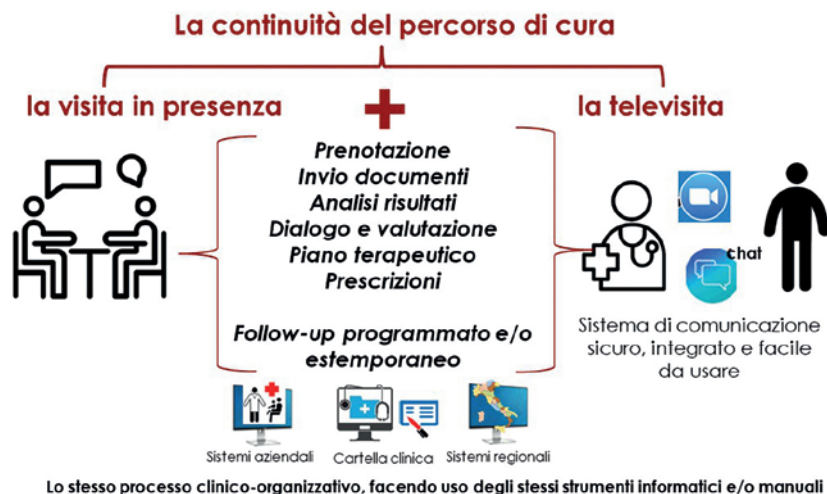 La continuità del percorso di cura
la visita in presenza
la televisita
Prenotazione
Invio documenti
Analisi risultati
Dialogo e valutazione
Piano terapeutico
Prescrizioni
Follow-up programmato e/o
estemporaneo
chat
Sistema di comunicazione
sicuro, integrato e facile
da usare
Sistemi aziendali
Cartella clinica
Sistemi regionali
Lo stesso processo clinico-organizzativo, facendo uso degli stessi strumenti informatici e/o manuali